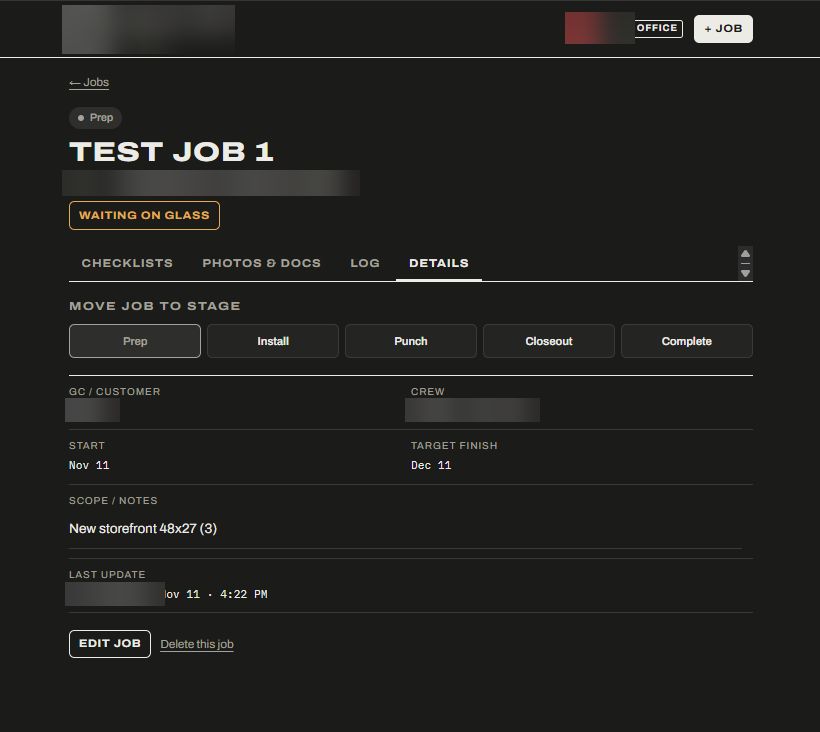 OFFICE
+ JOB
← Jobs
Prep
TEST JOB 1
WAITING ON GLASS
CHECKLISTS PHOTOS & DOCS LOG DETAILS
MOVE JOB TO STAGE
Prep Install Punch Closeout Complete
GC / CUSTOMER CREW
START TARGET FINISH
Nov 11 Dec 11
SCOPE / NOTES
New storefront 48x27 (3)
LAST UPDATE
11 · 4:22 PM
EDIT JOB Delete this job